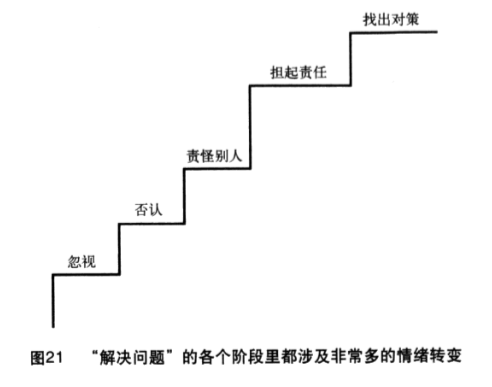 找出对策
担起责任
责怪别人
否认
忽视
图21 “解决问题”的各个阶段里都涉及非常多的情绪转变